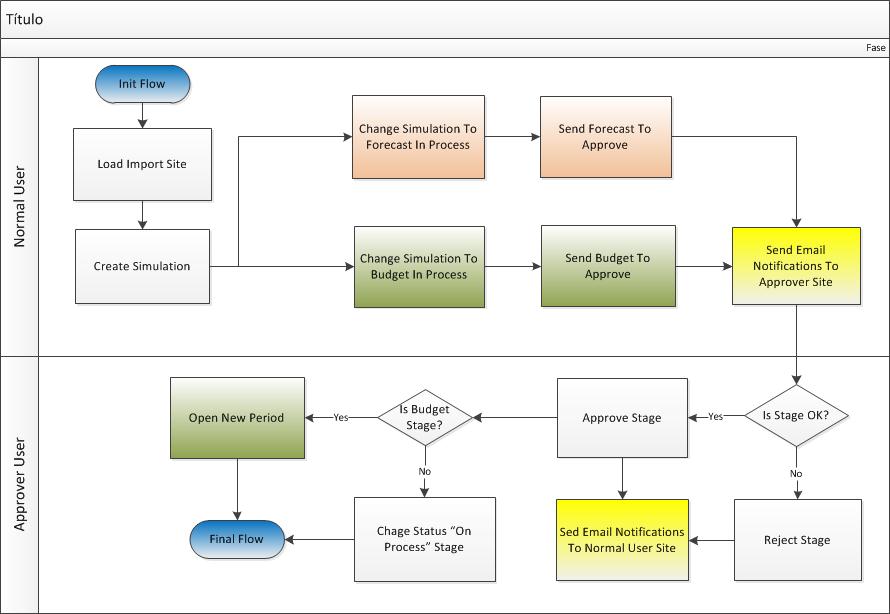 Título
Fase
Normal User
Init Flow
Load Import Site
Create Simulation
Change Simulation To
Forecast In Process
Send Forecast To
Approve
Change Simulation To
Budget In Process
Send Budget To
Approve
Send Email
Notifications To
Approver Site
Approver User
Is Stage OK?
Yes
No
Approve Stage
Reject Stage
Sed Email Notifications
To Normal User Site
Is Budget
Stage?
Yes
No
Open New Period
Chage Status “On
Process” Stage
Final Flow